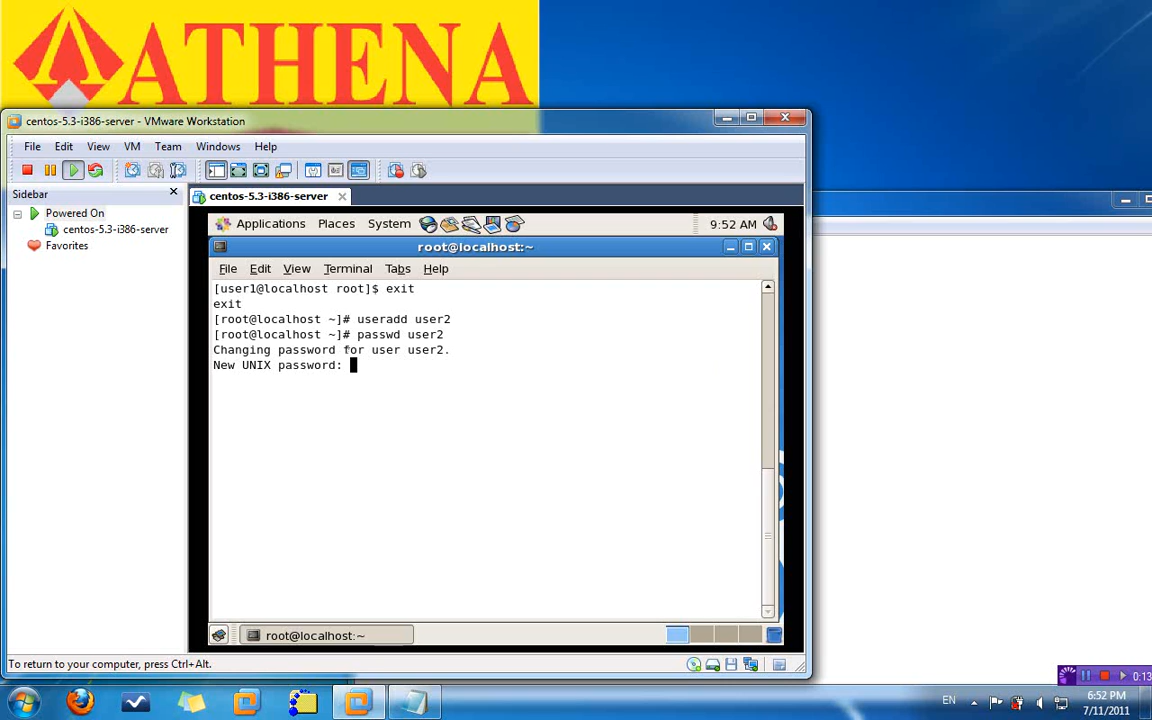 ATHENA
centos-5.3-i386-server - VMware Workstation
File Edit View VM Team Windows Help
Sidebar
Powered On
centos-5.3-i386-server
Favorites
centos-5.3-i386-server
Applications Places System 9:52 AM
root@localhost:~
File Edit View Terminal Tabs Help
[user1@localhost root]$ exit
exit
[root@localhost ~]# useradd user2
[root@localhost ~]# passwd user2
Changing password for user user2.
New UNIX password:
root@localhost:~
To return to your computer, press Ctrl+Alt.
0:13
EN
6:52 PM
7/11/2011